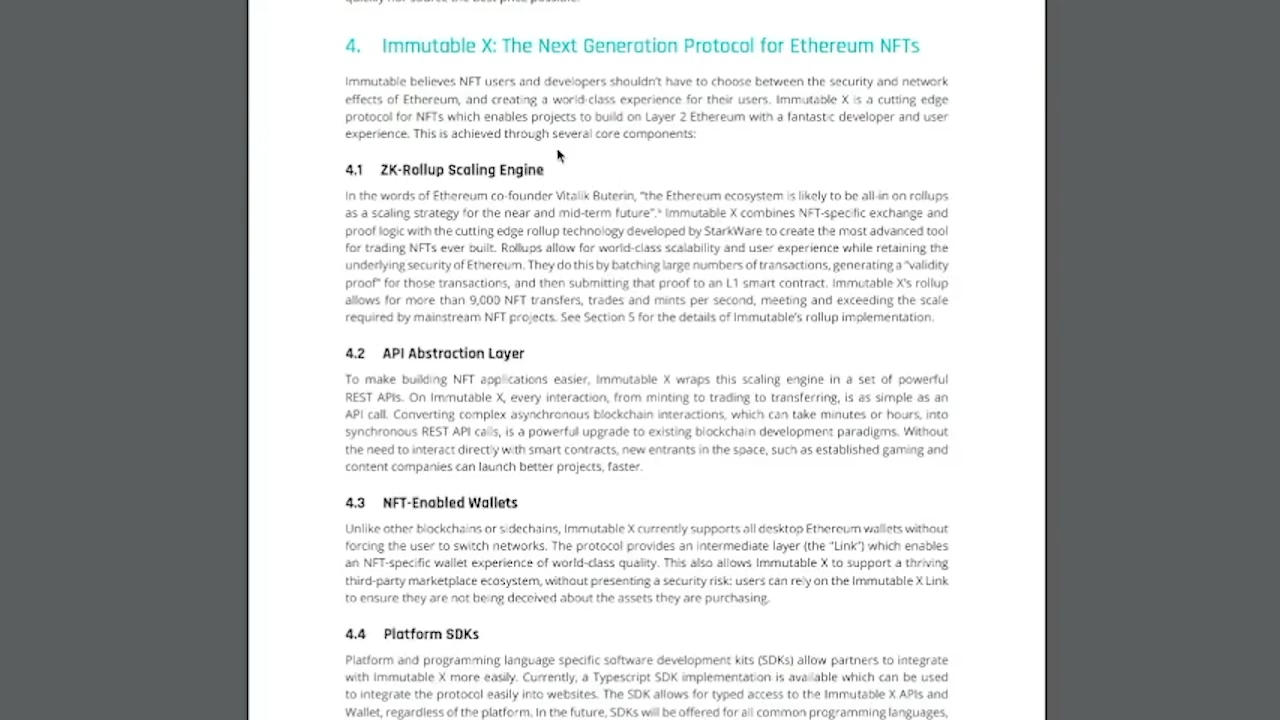 quickly nor source the best price possible.
4. Immutable X: The Next Generation Protocol for Ethereum NFTs
Immutable believes NFT users and developers shouldn't have to choose between the security and network
effects of Ethereum, and creating a world-class experience for their users. Immutable X is a cutting edge
protocol for NFTs which enables projects to build on Layer 2 Ethereum with a fantastic developer and user
experience. This is achieved through several core components:
4.1 ZK-Rollup Scaling Engine
In the words of Ethereum co-founder Vitalik Buterin, "the Ethereum ecosystem is likely to be all-in on rollups
as a scaling strategy for the near and mid-term future". Immutable X combines NFT-specific exchange and
proof logic with the cutting edge rollup technology developed by StarkWare to create the most advanced tool
for trading NFTs ever built. Rollups allow for world-class scalability and user experience while retaining the
underlying security of Ethereum. They do this by batching large numbers of transactions, generating a "validity
proof" for those transactions, and then submitting that proof to an L1 smart contract. Immutable X's rollup
allows for more than 9,000 NFT transfers, trades and mints per second, meeting and exceeding the scale
required by mainstream NFT projects. See Section 5 for the details of Immutable's rollup implementation.
4.2 API Abstraction Layer
To make building NFT applications easier, Immutable X wraps this scaling engine in a set of powerful
REST APIs. On Immutable X, every interaction, from minting to trading to transferring, is as simple as an
API call. Converting complex asynchronous blockchain interactions, which can take minutes or hours, into
synchronous REST API calls, is a powerful upgrade to existing blockchain development paradigms. Without
the need to interact directly with smart contracts, new entrants in the space, such as established gaming and
content companies can launch better projects, faster.
4.3 NFT-Enabled Wallets
Unlike other blockchains or sidechains, Immutable X currently supports all desktop Ethereum wallets without
forcing the user to switch networks. The protocol provides an intermediate layer (the "Link") which enables
an NFT-specific wallet experience of world-class quality. This also allows Immutable X to support a thriving
third-party marketplace ecosystem, without presenting a security risk: users can rely on the Immutable X Link
to ensure they are not being deceived about the assets they are purchasing.
4.4 Platform SDKs
Platform and programming language specific software development kits (SDKs) allow partners to integrate
with Immutable X more easily. Currently, a Typescript SDK implementation is available which can be used
to integrate the protocol easily into websites. The SDK allows for typed access to the Immutable X APIs and
Wallet, regardless of the platform. In the future, SDKs will be offered for all common programming languages,